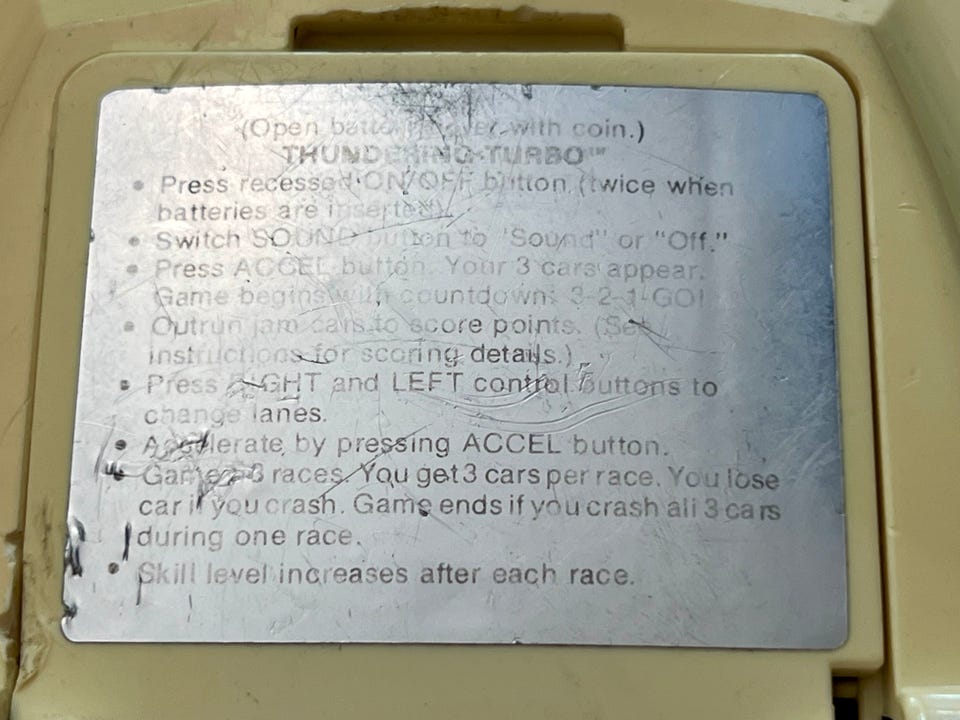 (Open battery cover with coin.)
THUNDERING TURBO™
• Press recessed ON/OFF button (twice when
batteries are inserted).
• Switch SOUND button to "Sound" or "Off."
• Press ACCEL button. Your 3 cars appear.
Game begins with countdown: 3-2-1-GO!
• Outrun jam cars to score points. (See
instructions for scoring details.)
• Press RIGHT and LEFT control buttons to
change lanes.
• Accelerate by pressing ACCEL button.
• Game = 3 races. You get 3 cars per race. You lose
car if you crash. Game ends if you crash all 3 cars
during one race.
• Skill level increases after each race.